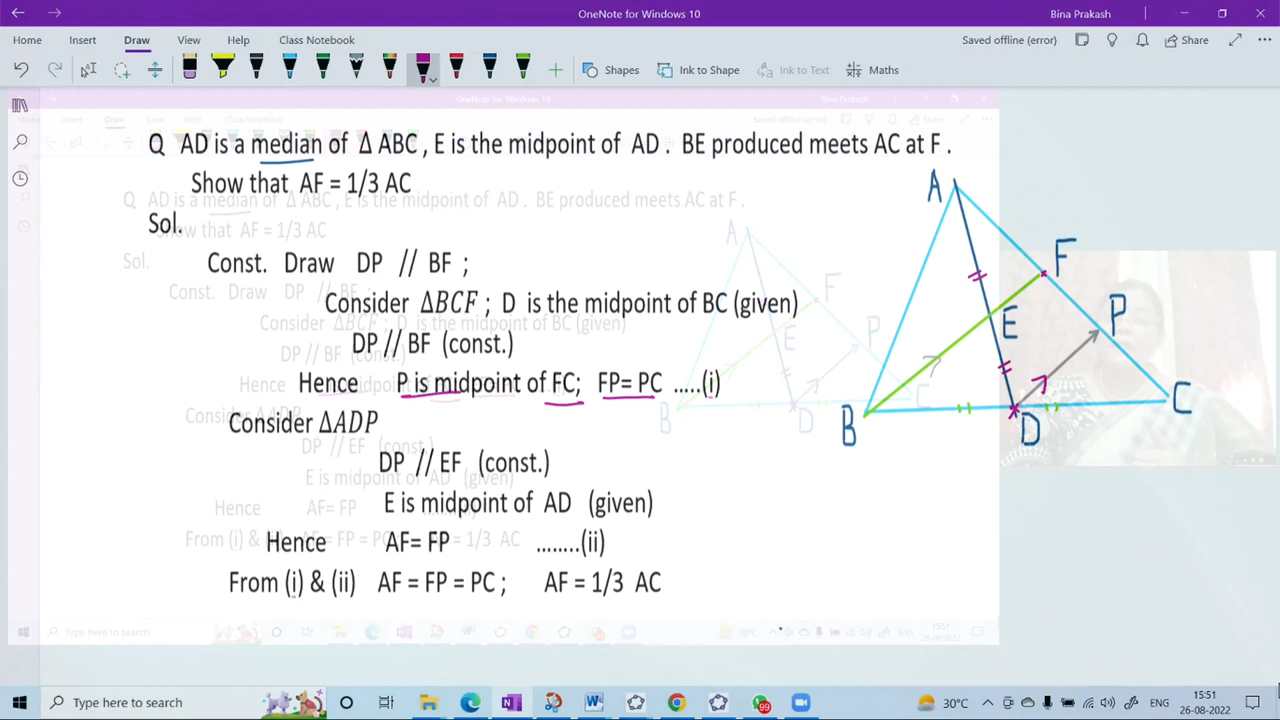 OneNote for Windows 10
Bina Prakash
Home Insert Draw View Help Class Notebook
Saved offline (error) Share
Shapes Ink to Shape Ink to Text Maths
Q AD is a median of Δ ABC , E is the midpoint of AD . BE produced meets AC at F .
Show that AF = 1/3 AC
Sol.
Const. Draw DP // BF ;
Consider ΔBCF ; D is the midpoint of BC (given)
DP // BF (const.)
Hence P is midpoint of FC; FP= PC .....(i)
Consider ΔADP
DP // EF (const.)
E is midpoint of AD (given)
Hence AF= FP ........(ii)
From (i) & (ii) AF = FP = PC ; AF = 1/3 AC
A
F
E
P
C
B
D
Type here to search
99
30°C
ENG
15:51
26-08-2022